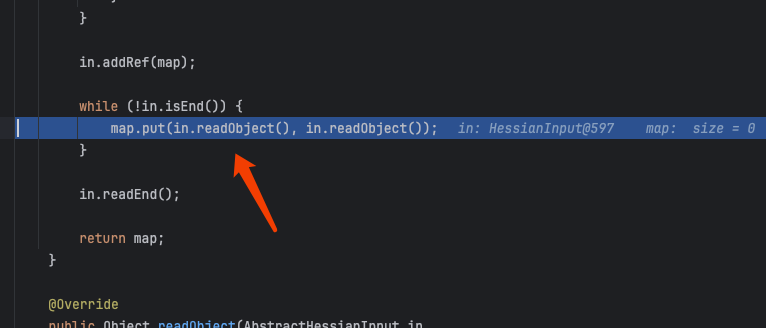 }
in.addRef(map);
while (!in.isEnd()) {
map.put(in.readObject(), in.readObject()); in: HessianInput@597 map: size = 0
}
in.readEnd();
return map;
}
@Override
public Object readObject(AbstractHessianInput in,